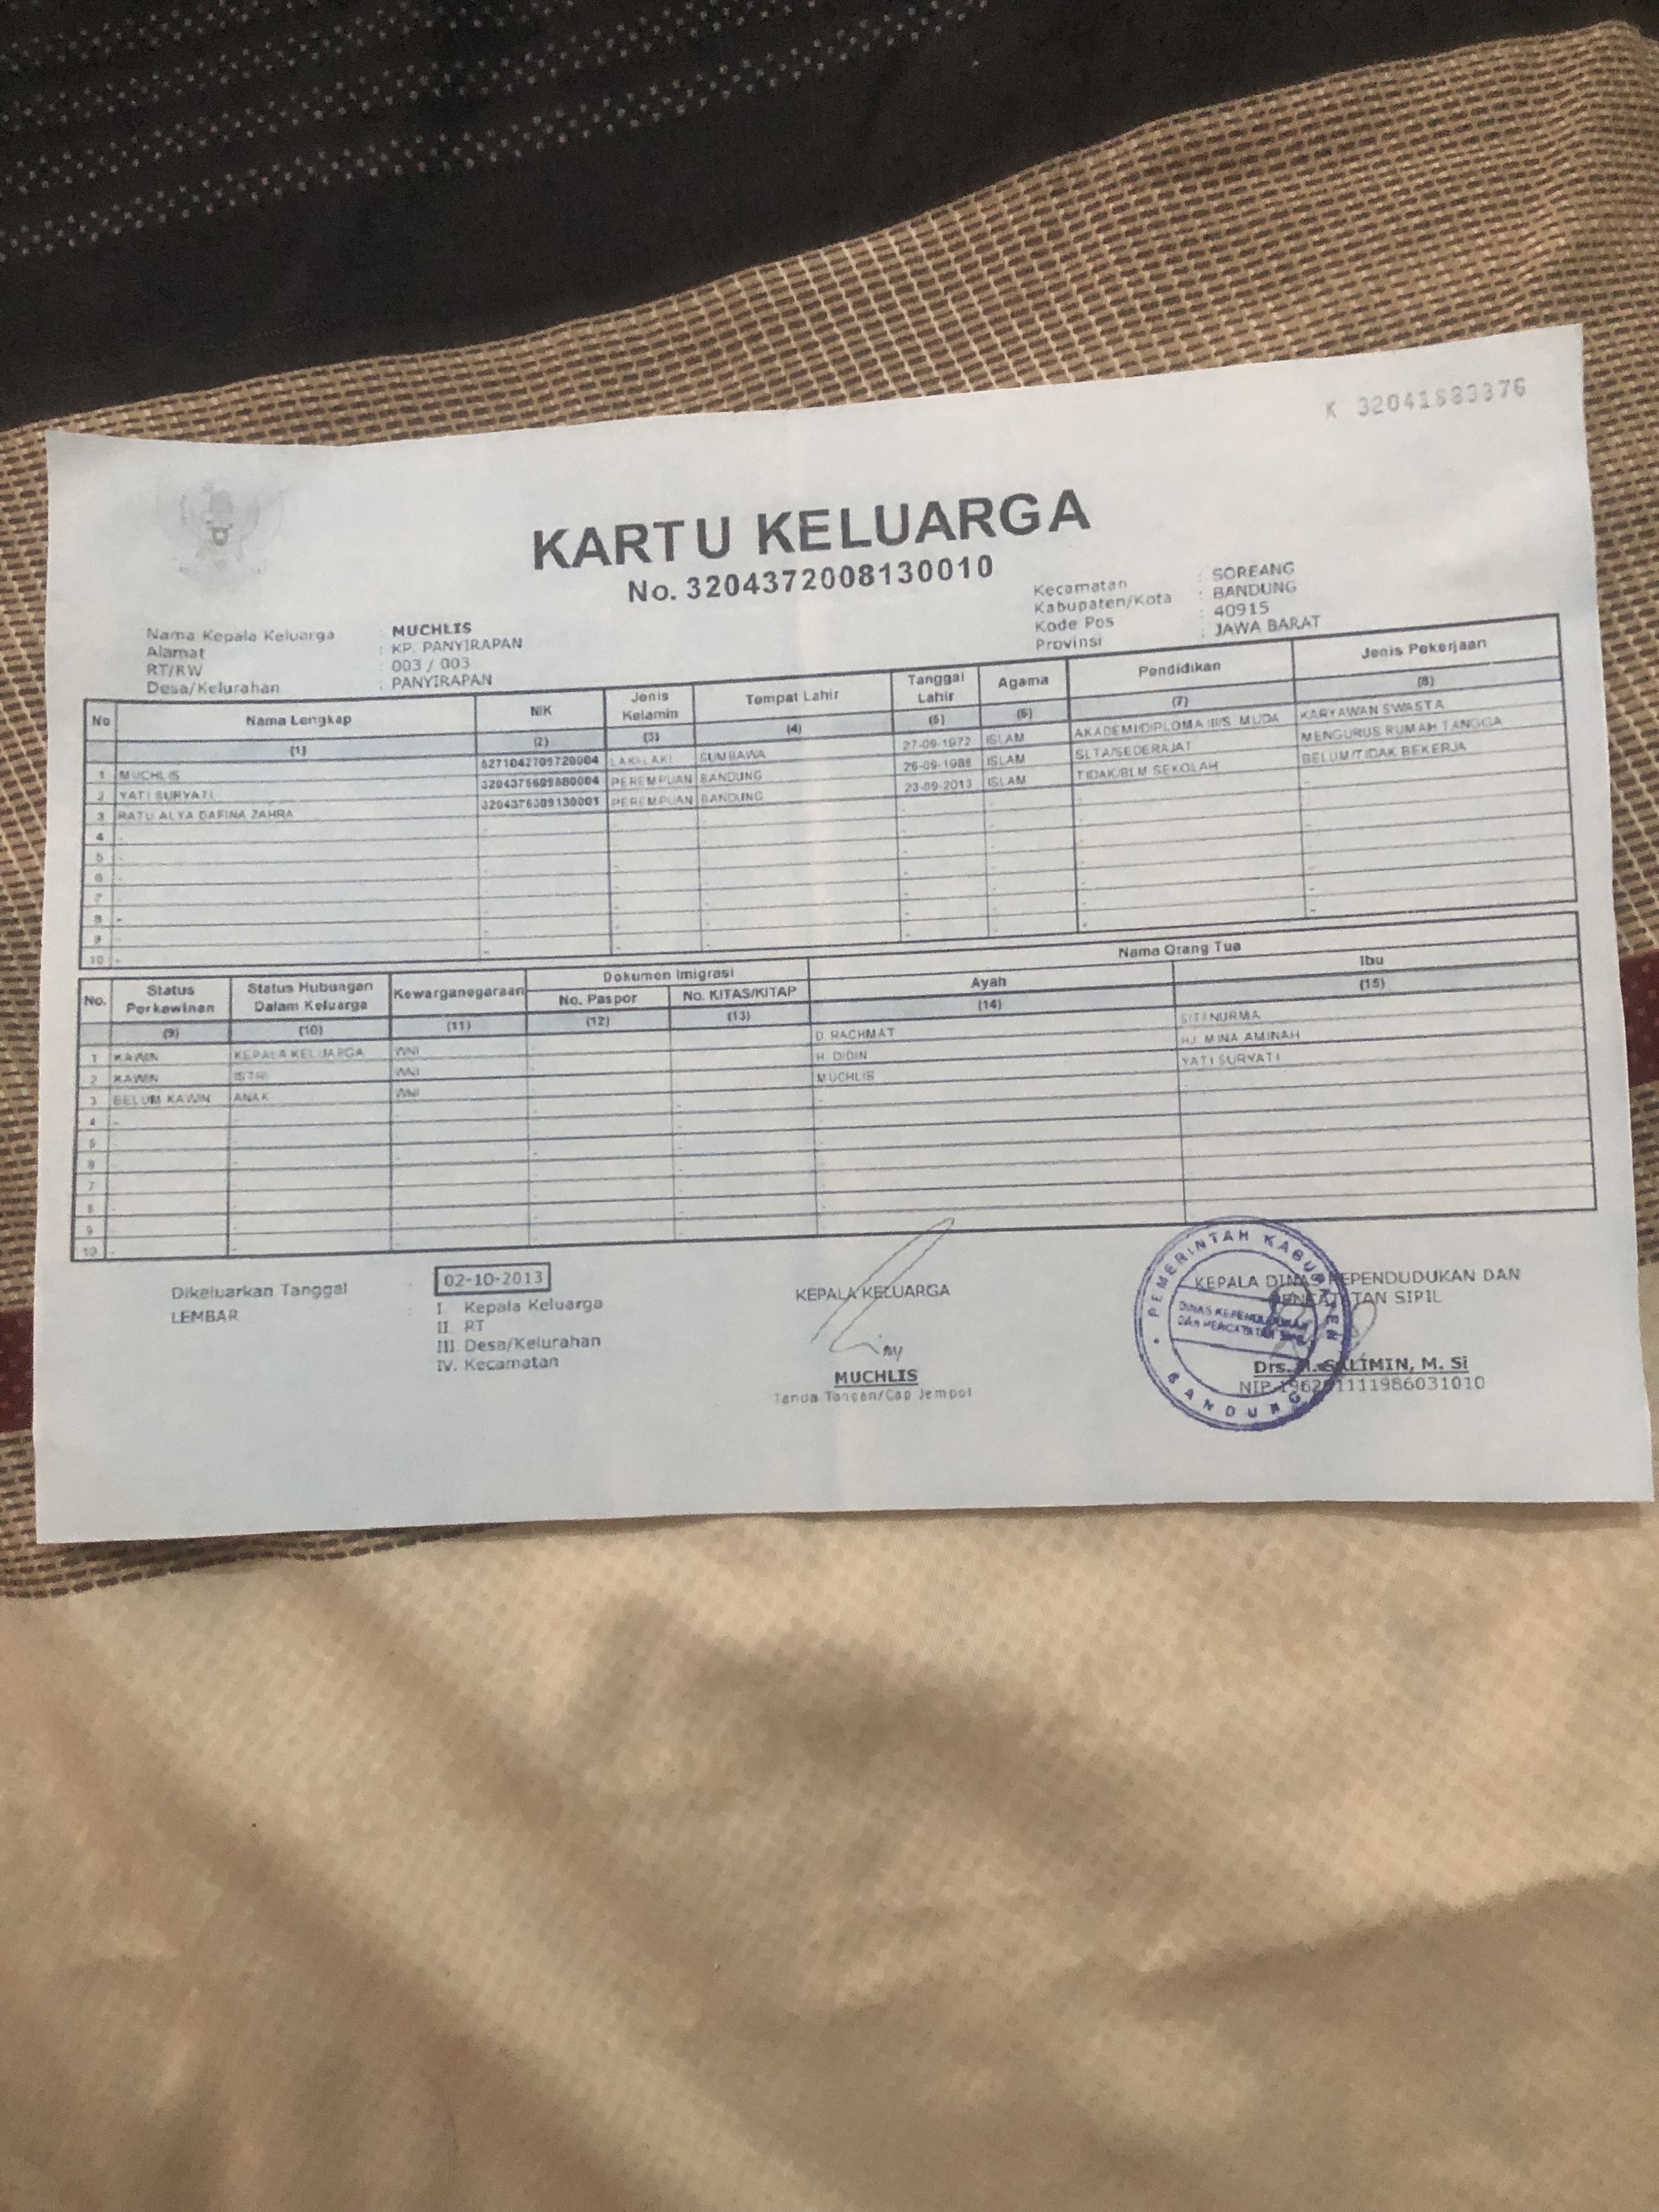 K 32041683376
KARTU KELUARGA
No. 3204372008130010
Nama Kepala Keluarga : MUCHLIS
Alamat : KP. PANYIRAPAN
RT/RW : 003 / 003
Desa/Kelurahan : PANYIRAPAN
Kecamatan : SOREANG
Kabupaten/Kota : BANDUNG
Kode Pos : 40915
Provinsi : JAWA BARAT
No Nama Lengkap NIK Jenis Kelamin Tempat Lahir Tanggal Lahir Agama Pendidikan Jenis Pekerjaan
(1) (2) (3) (4) (5) (6) (7) (8)
1 MUCHLIS 5271042709720004 LAKI-LAKI SUMBAWA 27-09-1972 ISLAM AKADEMI/DIPLOMA III/S. MUDA KARYAWAN SWASTA
2 YATI SURYATI 3204376609880004 PEREMPUAN BANDUNG 26-09-1988 ISLAM SLTA/SEDERAJAT MENGURUS RUMAH TANGGA
3 RATU ALYA DAFINA ZAHRA 3204376309130001 PEREMPUAN BANDUNG 23-09-2013 ISLAM TIDAK/BLM SEKOLAH BELUM/TIDAK BEKERJA
4 -
5 -
6 -
7 -
8 -
9 -
10 -
No. Status Perkawinan Status Hubungan Dalam Keluarga Kewarganegaraan Dokumen Imigrasi Nama Orang Tua
No. Paspor No. KITAS/KITAP Ayah Ibu
(9) (10) (11) (12) (13) (14) (15)
1 KAWIN KEPALA KELUARGA WNI D. RACHMAT SITI NURMA
2 KAWIN ISTRI WNI H. DIDIN HJ. MINA AMINAH
3 BELUM KAWIN ANAK WNI MUCHLIS YATI SURYATI
4 -
5 -
6 -
7 -
8 -
9 -
10 -
Dikeluarkan Tanggal : 02-10-2013
LEMBAR : I. Kepala Keluarga
II. RT
III. Desa/Kelurahan
IV. Kecamatan
KEPALA KELUARGA
MUCHLIS
Tanda Tangan/Cap Jempol
KEPALA DINAS KEPENDUDUKAN DAN
PENCATATAN SIPIL
Drs. H. SALIMIN, M. Si
PEMERINTAH KABUPATEN
DINAS KEPENDUDUKAN
DAN PENCATATAN SIPIL
BANDUNG